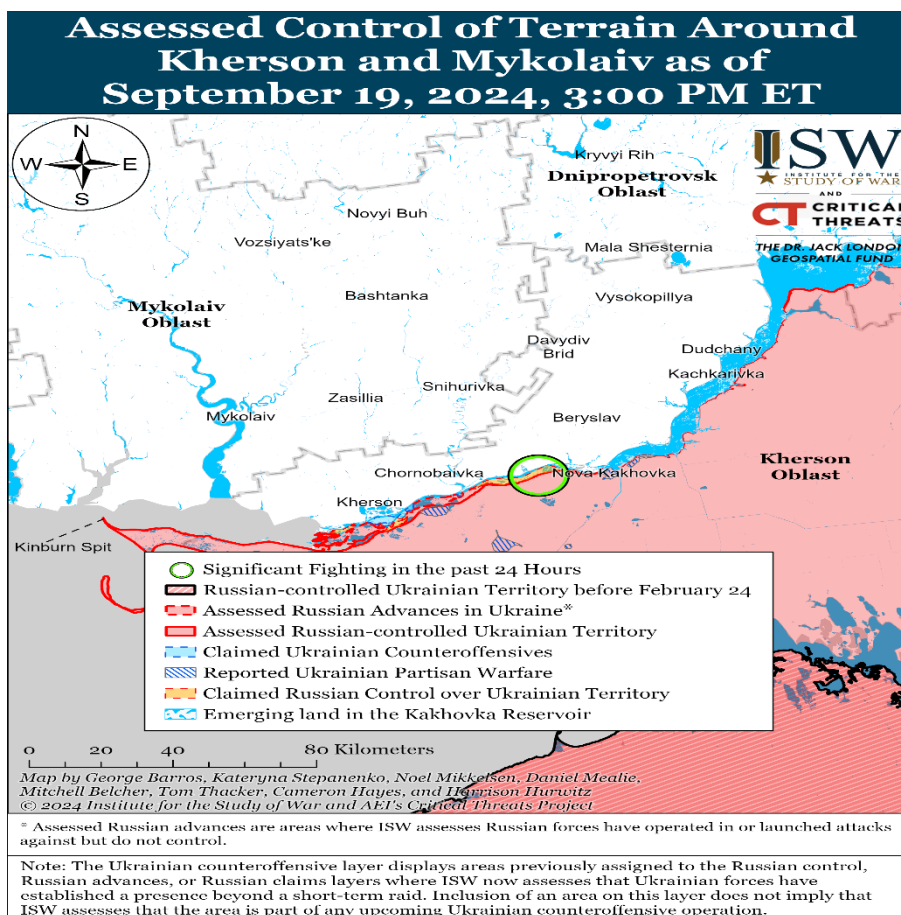 Assessed Control of Terrain Around
Kherson and Mykolaiv as of
September 19, 2024, 3:00 PM ET
N
W
E
S
ISW
INSTITUTE FOR THE
STUDY OF WAR
AND
CT CRITICAL
THREATS
THE DR. JACK LONDON
GEOSPATIAL FUND
Kryvyi Rih
Dnipropetrovsk
Oblast
Novyi Buh
Vozsiyats'ke
Mala Shesternia
Bashtanka
Vysokopillya
Mykolaiv
Oblast
Davydiv
Brid
Dudchany
Kachkarivka
Snihurivka
Zasillia
Mykolaiv
Beryslav
Kherson
Oblast
Chornobaivka
Nova Kakhovka
Kherson
Kinburn Spit
Significant Fighting in the past 24 Hours
Russian-controlled Ukrainian Territory before February 24
Assessed Russian Advances in Ukraine*
Assessed Russian-controlled Ukrainian Territory
Claimed Ukrainian Counteroffensives
Reported Ukrainian Partisan Warfare
Claimed Russian Control over Ukrainian Territory
Emerging land in the Kakhovka Reservoir
0 20 40 80 Kilometers
Map by George Barros, Kateryna Stepanenko, Noel Mikkelsen, Daniel Mealie,
Mitchell Belcher, Tom Thacker, Cameron Hayes, and Harrison Hurwitz
© 2024 Institute for the Study of War and AEI's Critical Threats Project
* Assessed Russian advances are areas where ISW assesses Russian forces have operated in or launched attacks
against but do not control.
Note: The Ukrainian counteroffensive layer displays areas previously assigned to the Russian control,
Russian advances, or Russian claims layers where ISW now assesses that Ukrainian forces have
established a presence beyond a short-term raid. Inclusion of an area on this layer does not imply that
ISW assesses that the area is part of any upcoming Ukrainian counteroffensive operation.